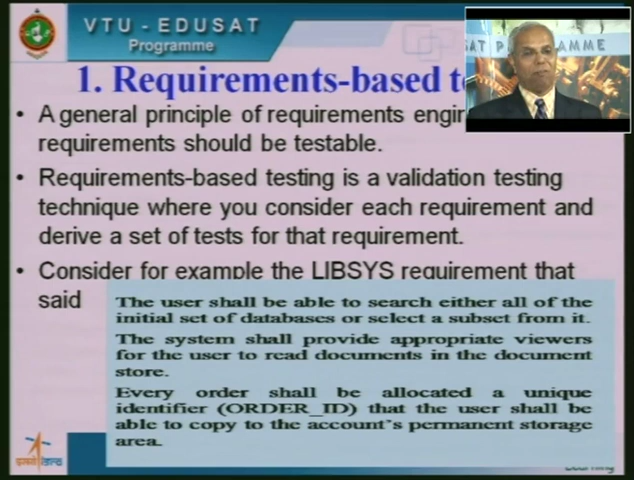 VTU - EDUSAT
Programme
SAT P AMME
1. Requirements-based
• A general principle of requirements
requirements should be testable.
• Requirements-based testing is a validation testing
technique where you consider each requirement and
derive a set of tests for that requirement.
• Consider for example the LIBSYS requirement that
said
The user shall be able to search either all of the
initial set of databases or select a subset from it.
The system shall provide appropriate viewers
for the user to read documents in the document
store.
Every order shall be allocated a unique
identifier (ORDER_ID) that the user shall be
able to copy to the account's permanent storage
area.